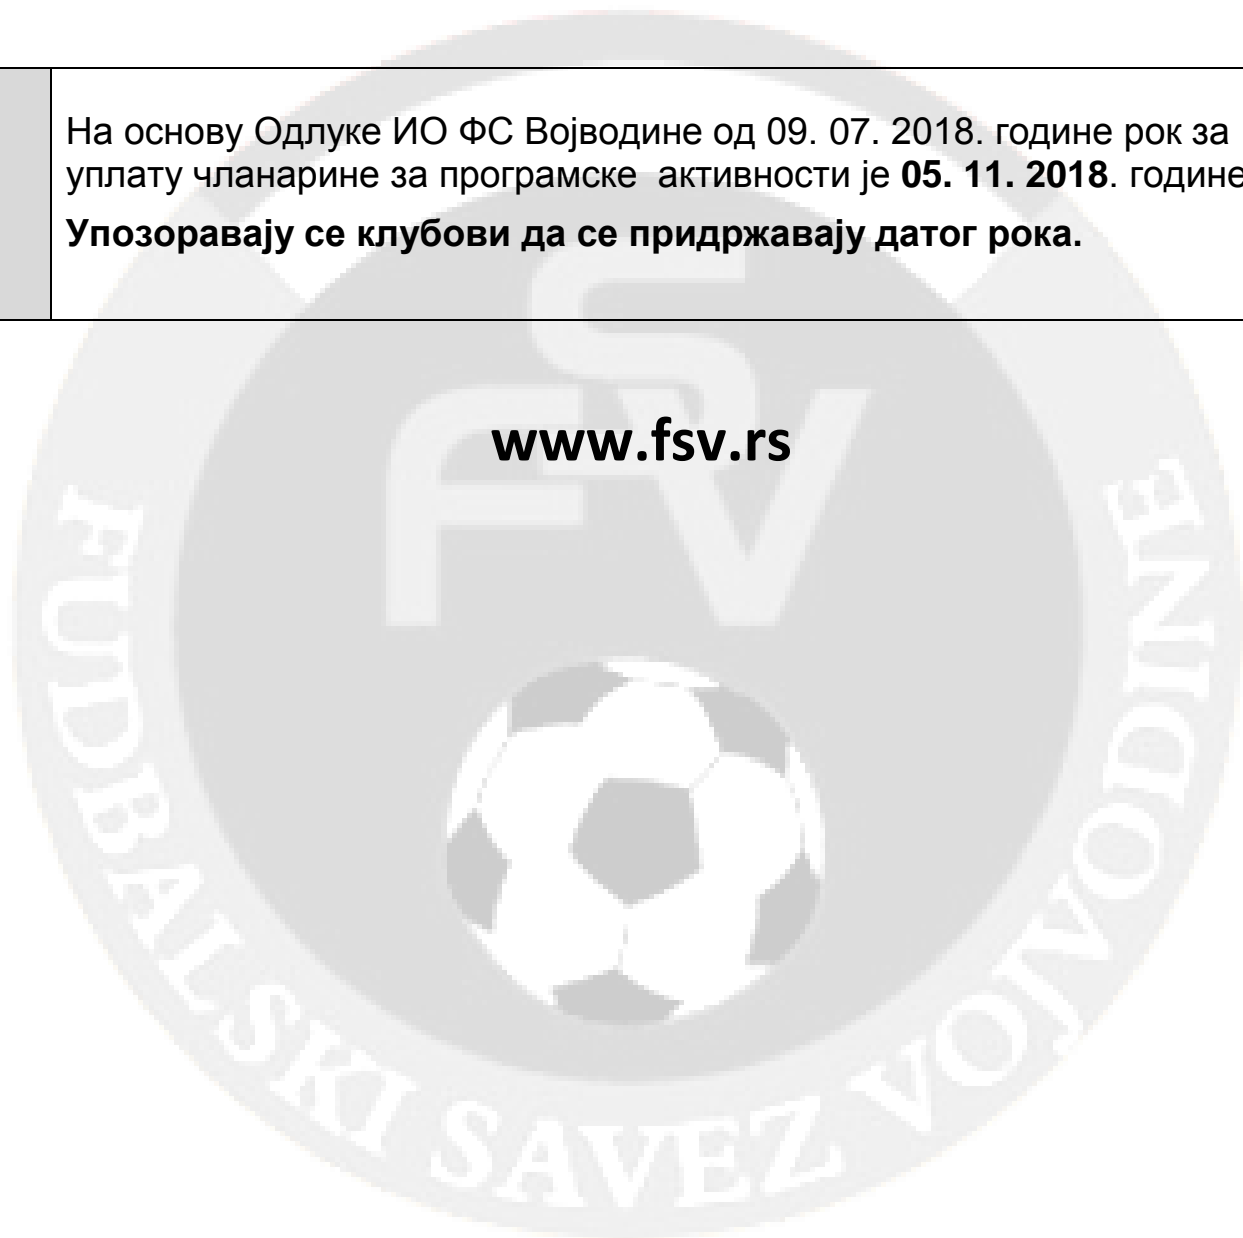 На основу Одлуке ИО ФС Војводине од 09. 07. 2018. године рок за
уплату чланарине за програмске активности је 05. 11. 2018. године
Упозоравају се клубови да се придржавају датог рока.
www.fsv.rs
FSV
FUDBALSKI SAVEZ VOJVODINE